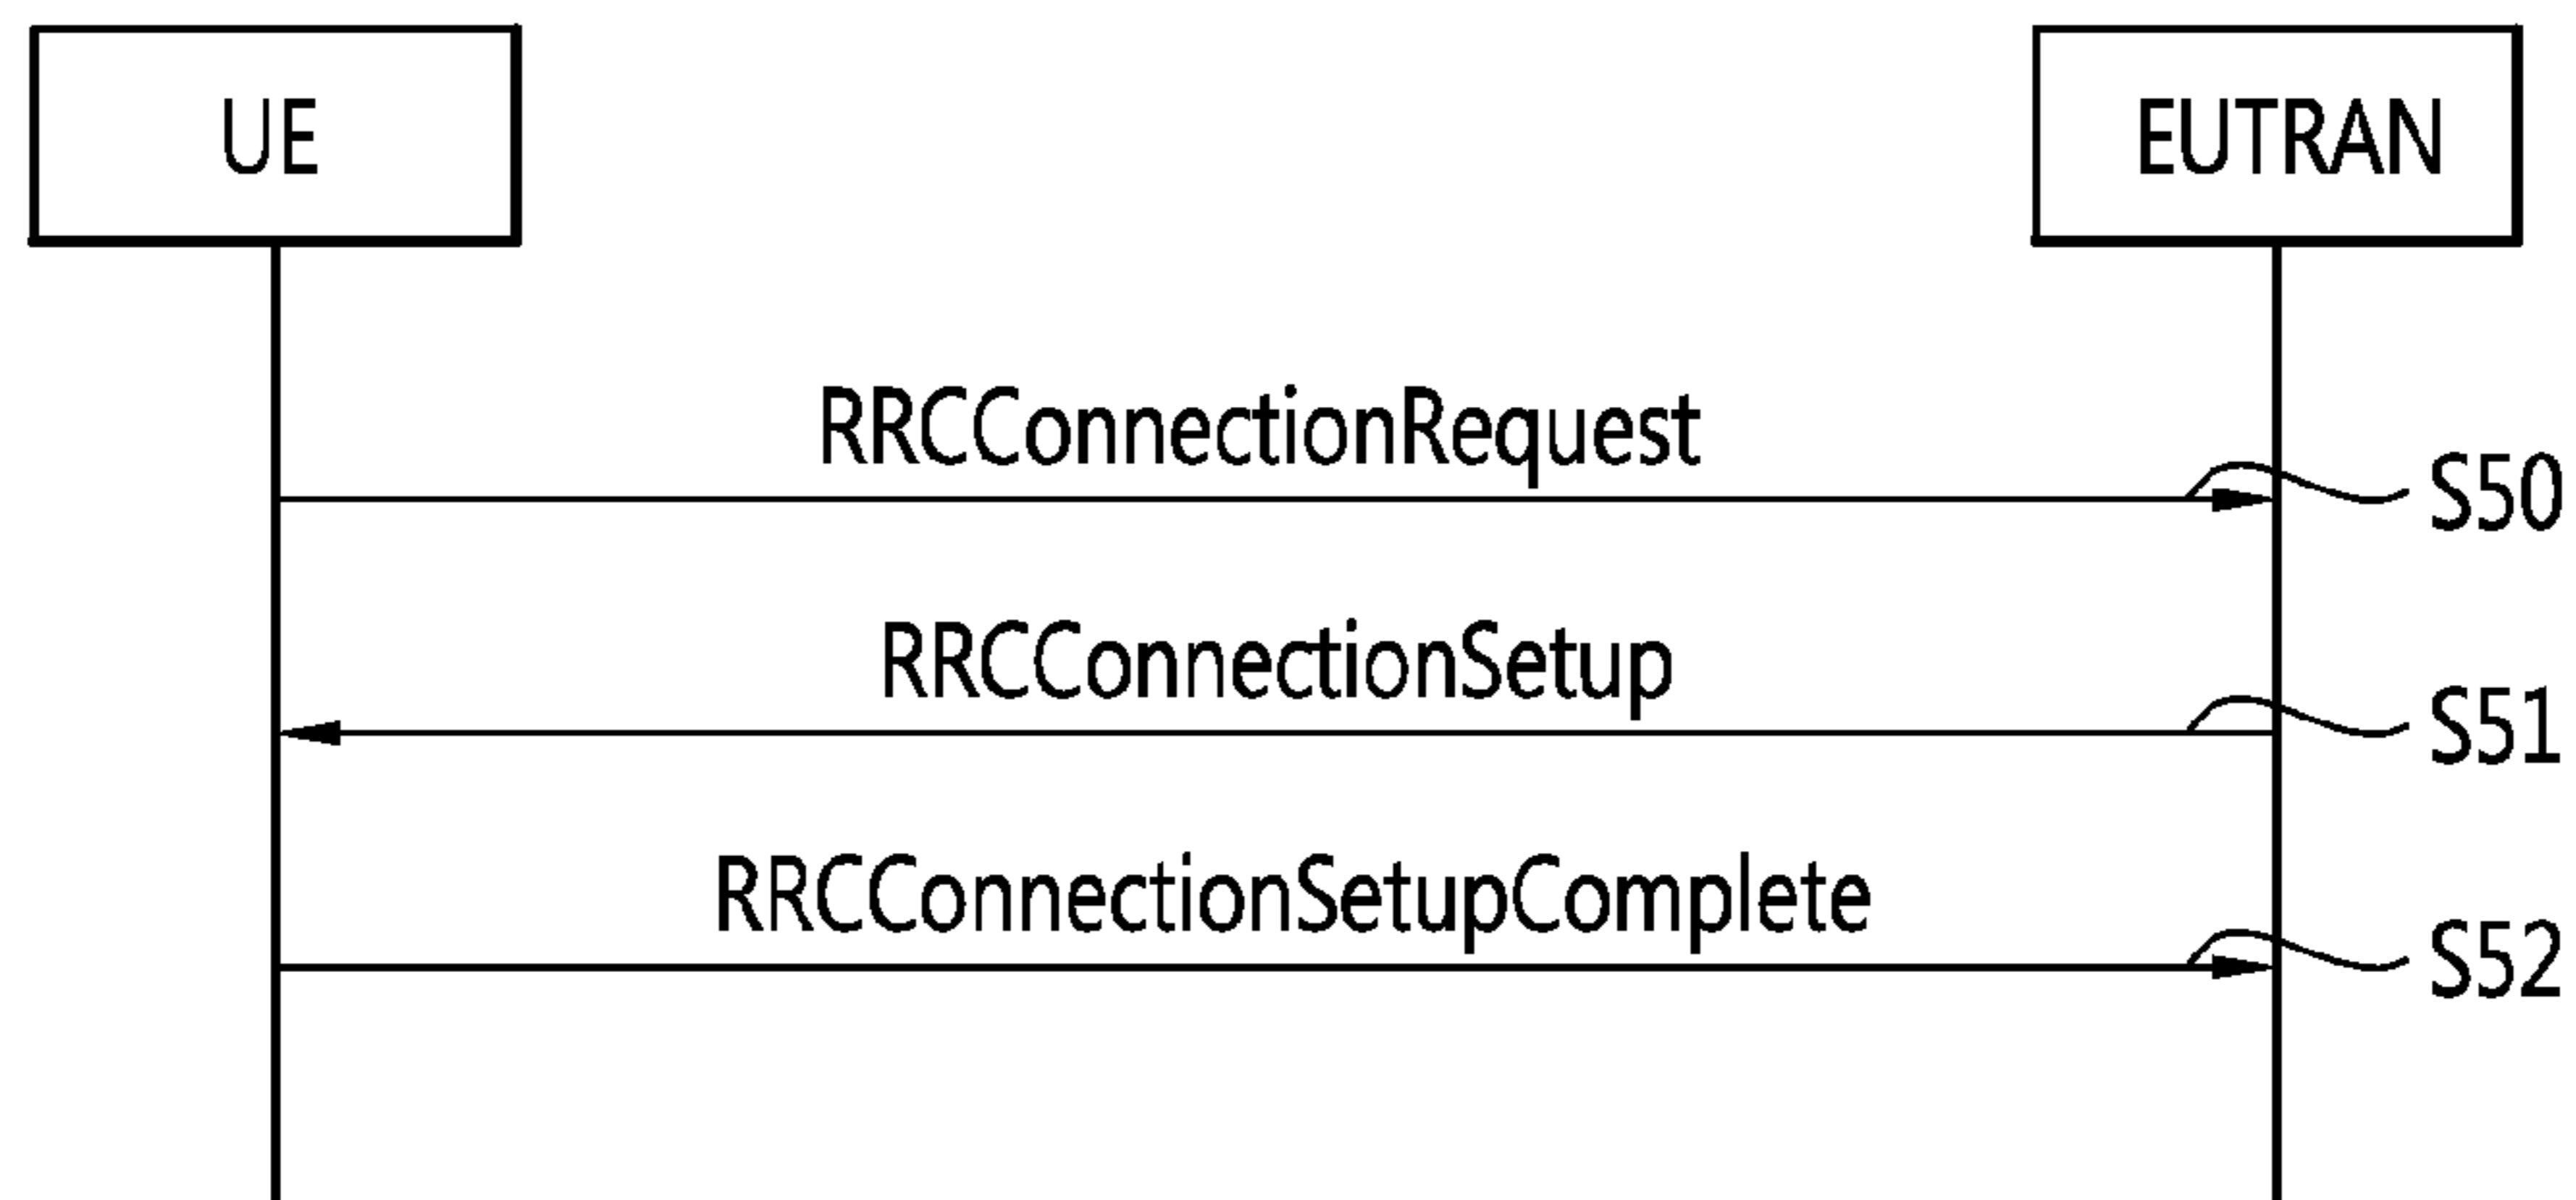 UE
EUTRAN
RRCConnectionRequest
S50
RRCConnectionSetup
S51
RRCConnectionSetupComplete
S52